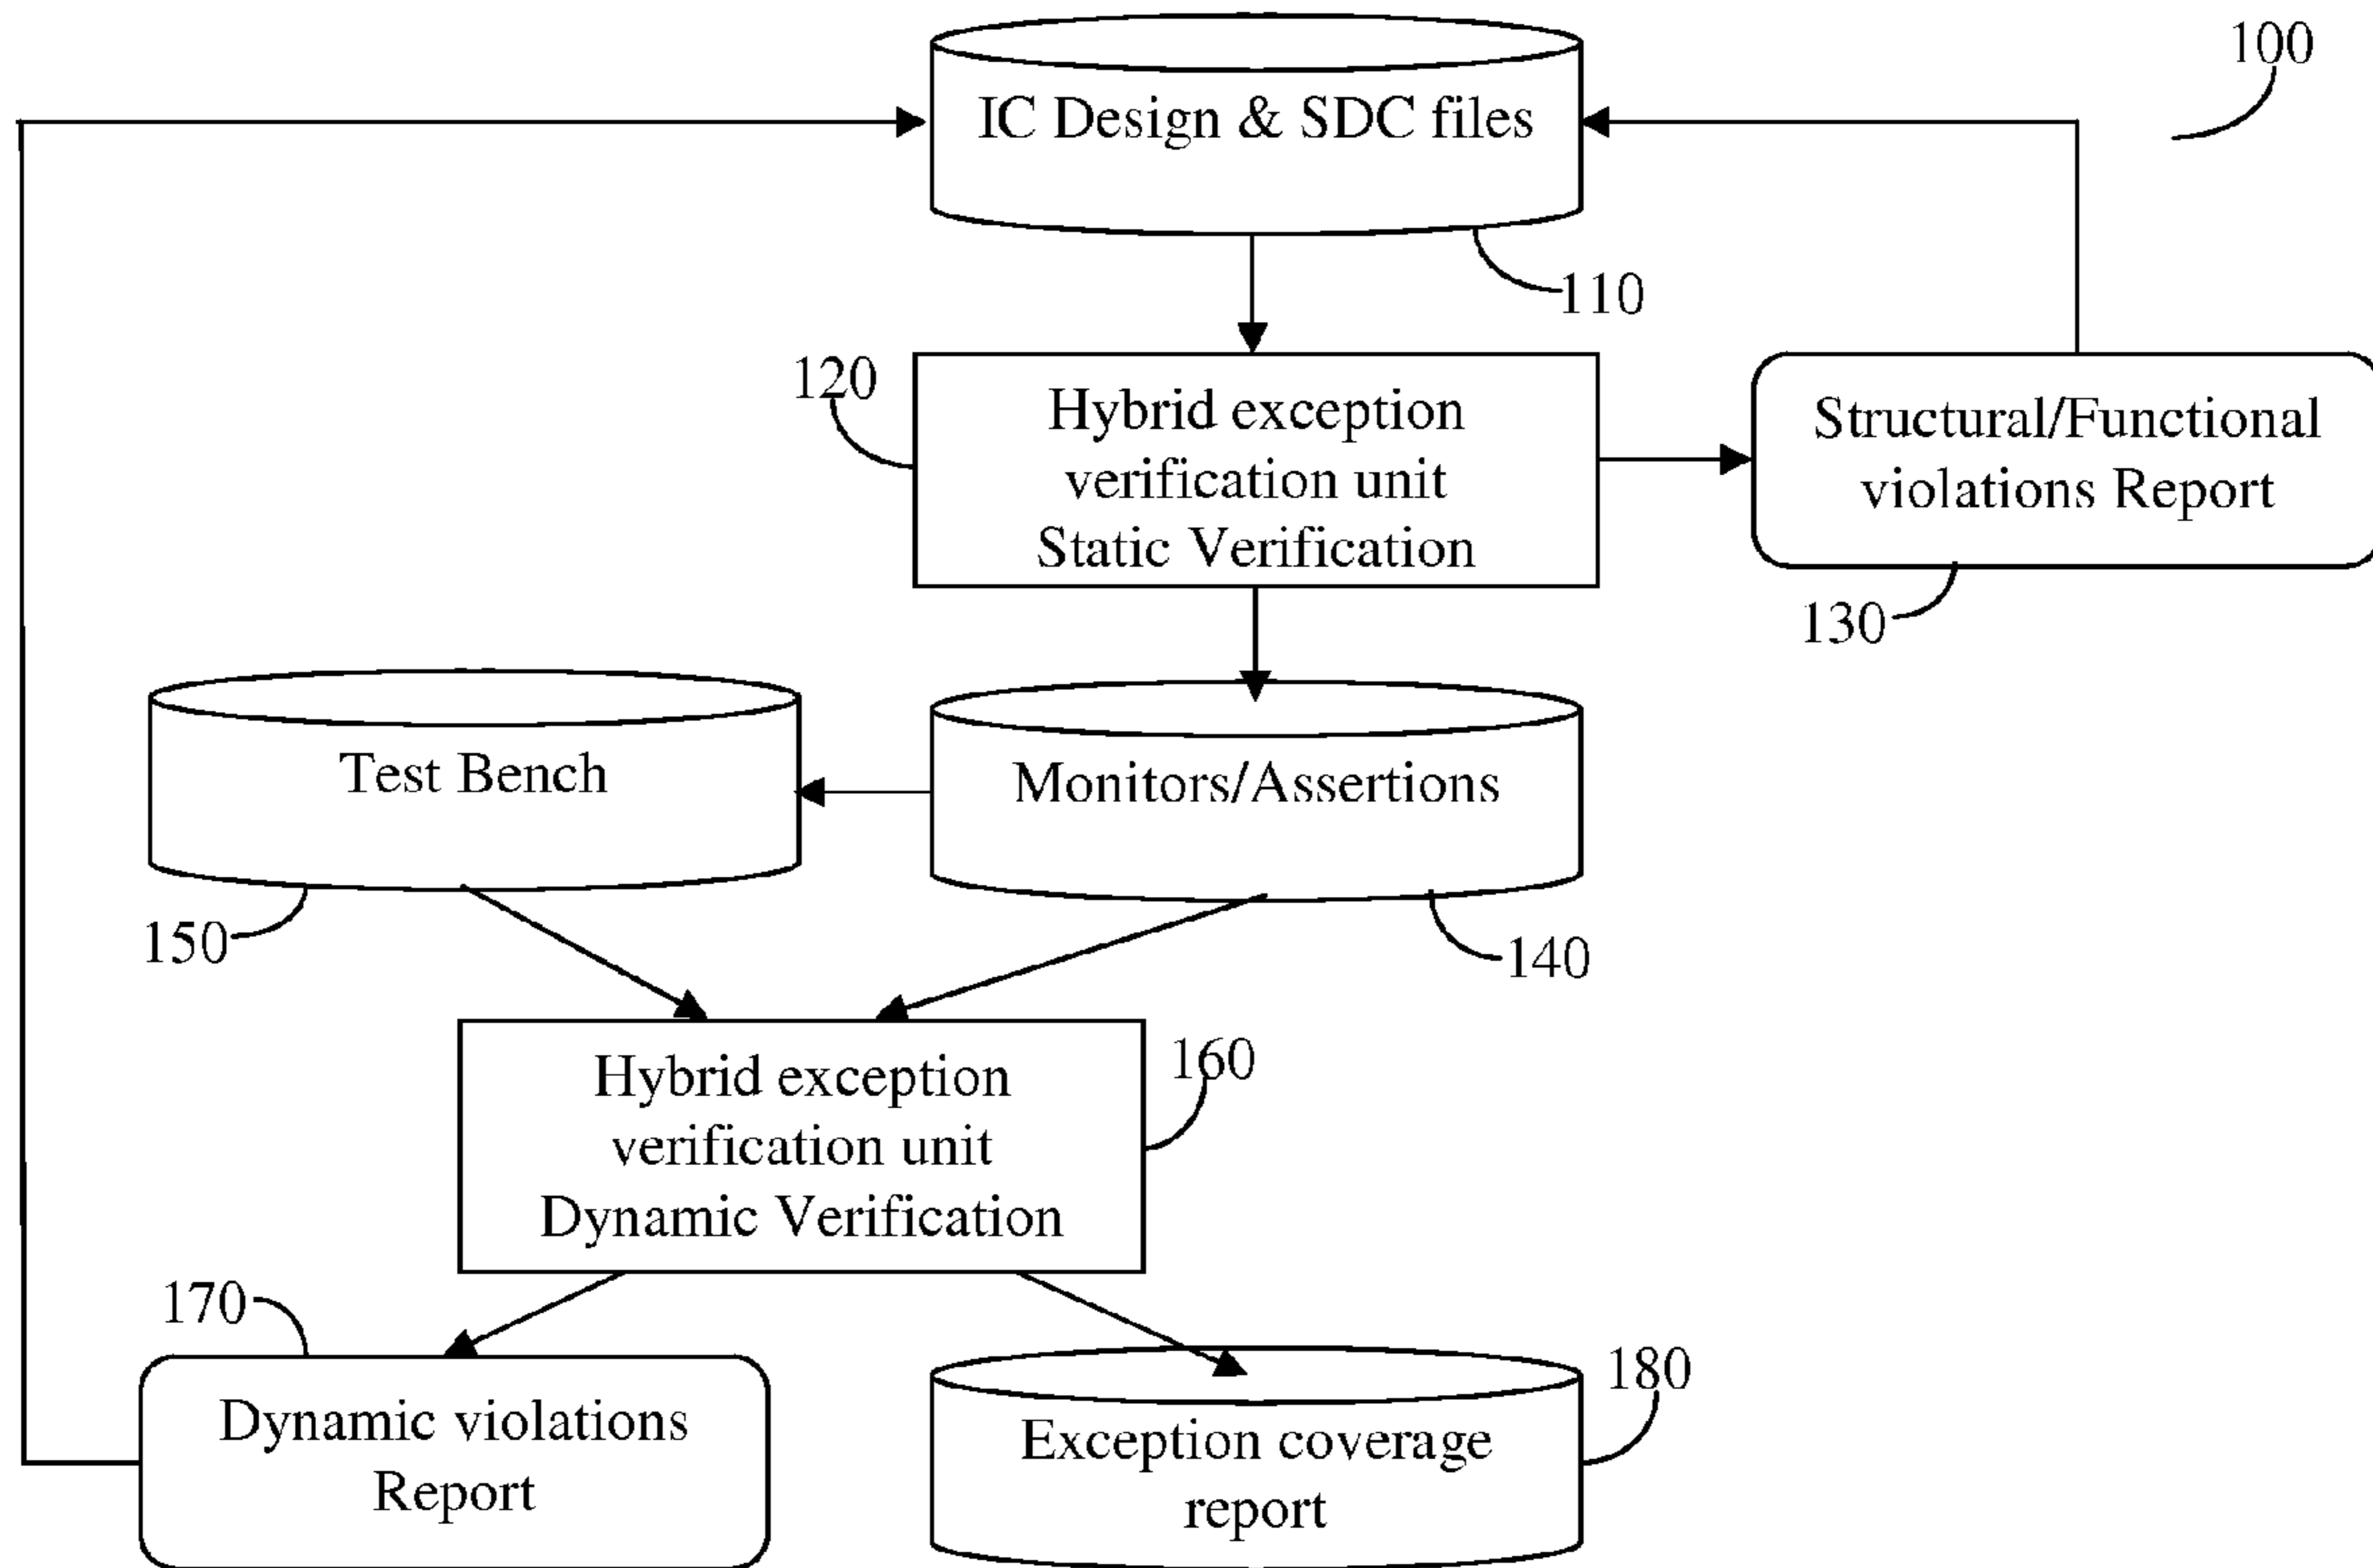 100
IC Design & SDC files
110
120
Hybrid exception
verification unit
Static Verification
Structural/Functional
violations Report
130
Test Bench
Monitors/Assertions
150
140
Hybrid exception
verification unit
Dynamic Verification
160
170
Dynamic violations
Report
180
Exception coverage
report